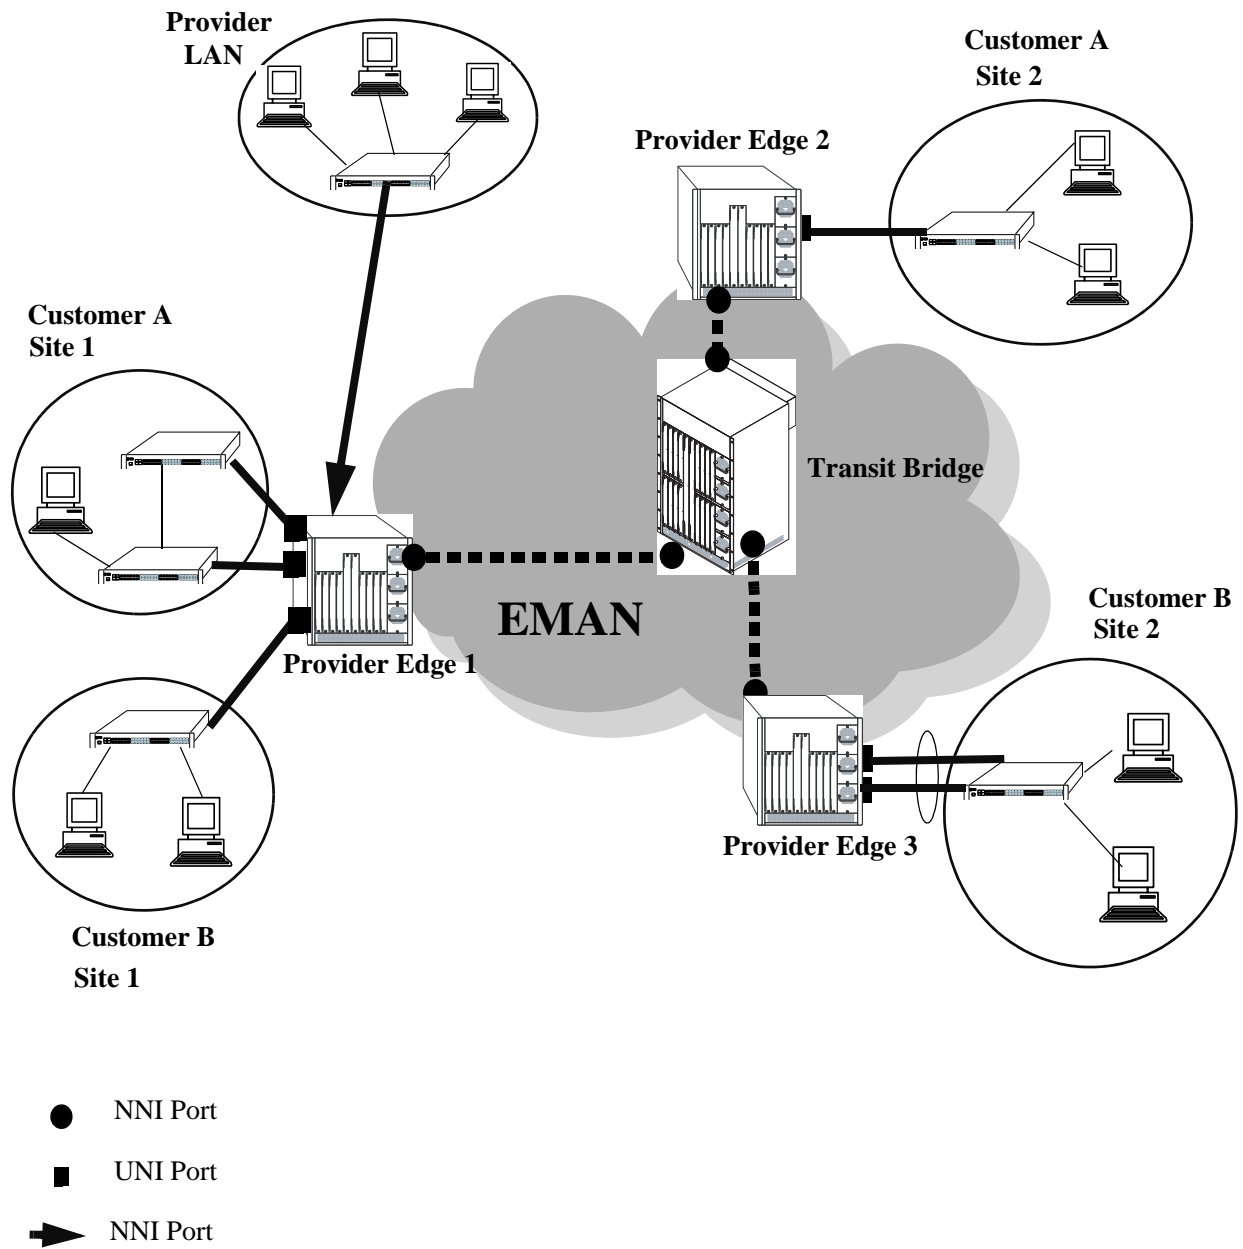 Provider
LAN
Customer A
Site 2
Provider Edge 2
Customer A
Site 1
Transit Bridge
EMAN
Customer B
Site 2
Provider Edge 1
Provider Edge 3
Customer B
Site 1
NNI Port
UNI Port
NNI Port